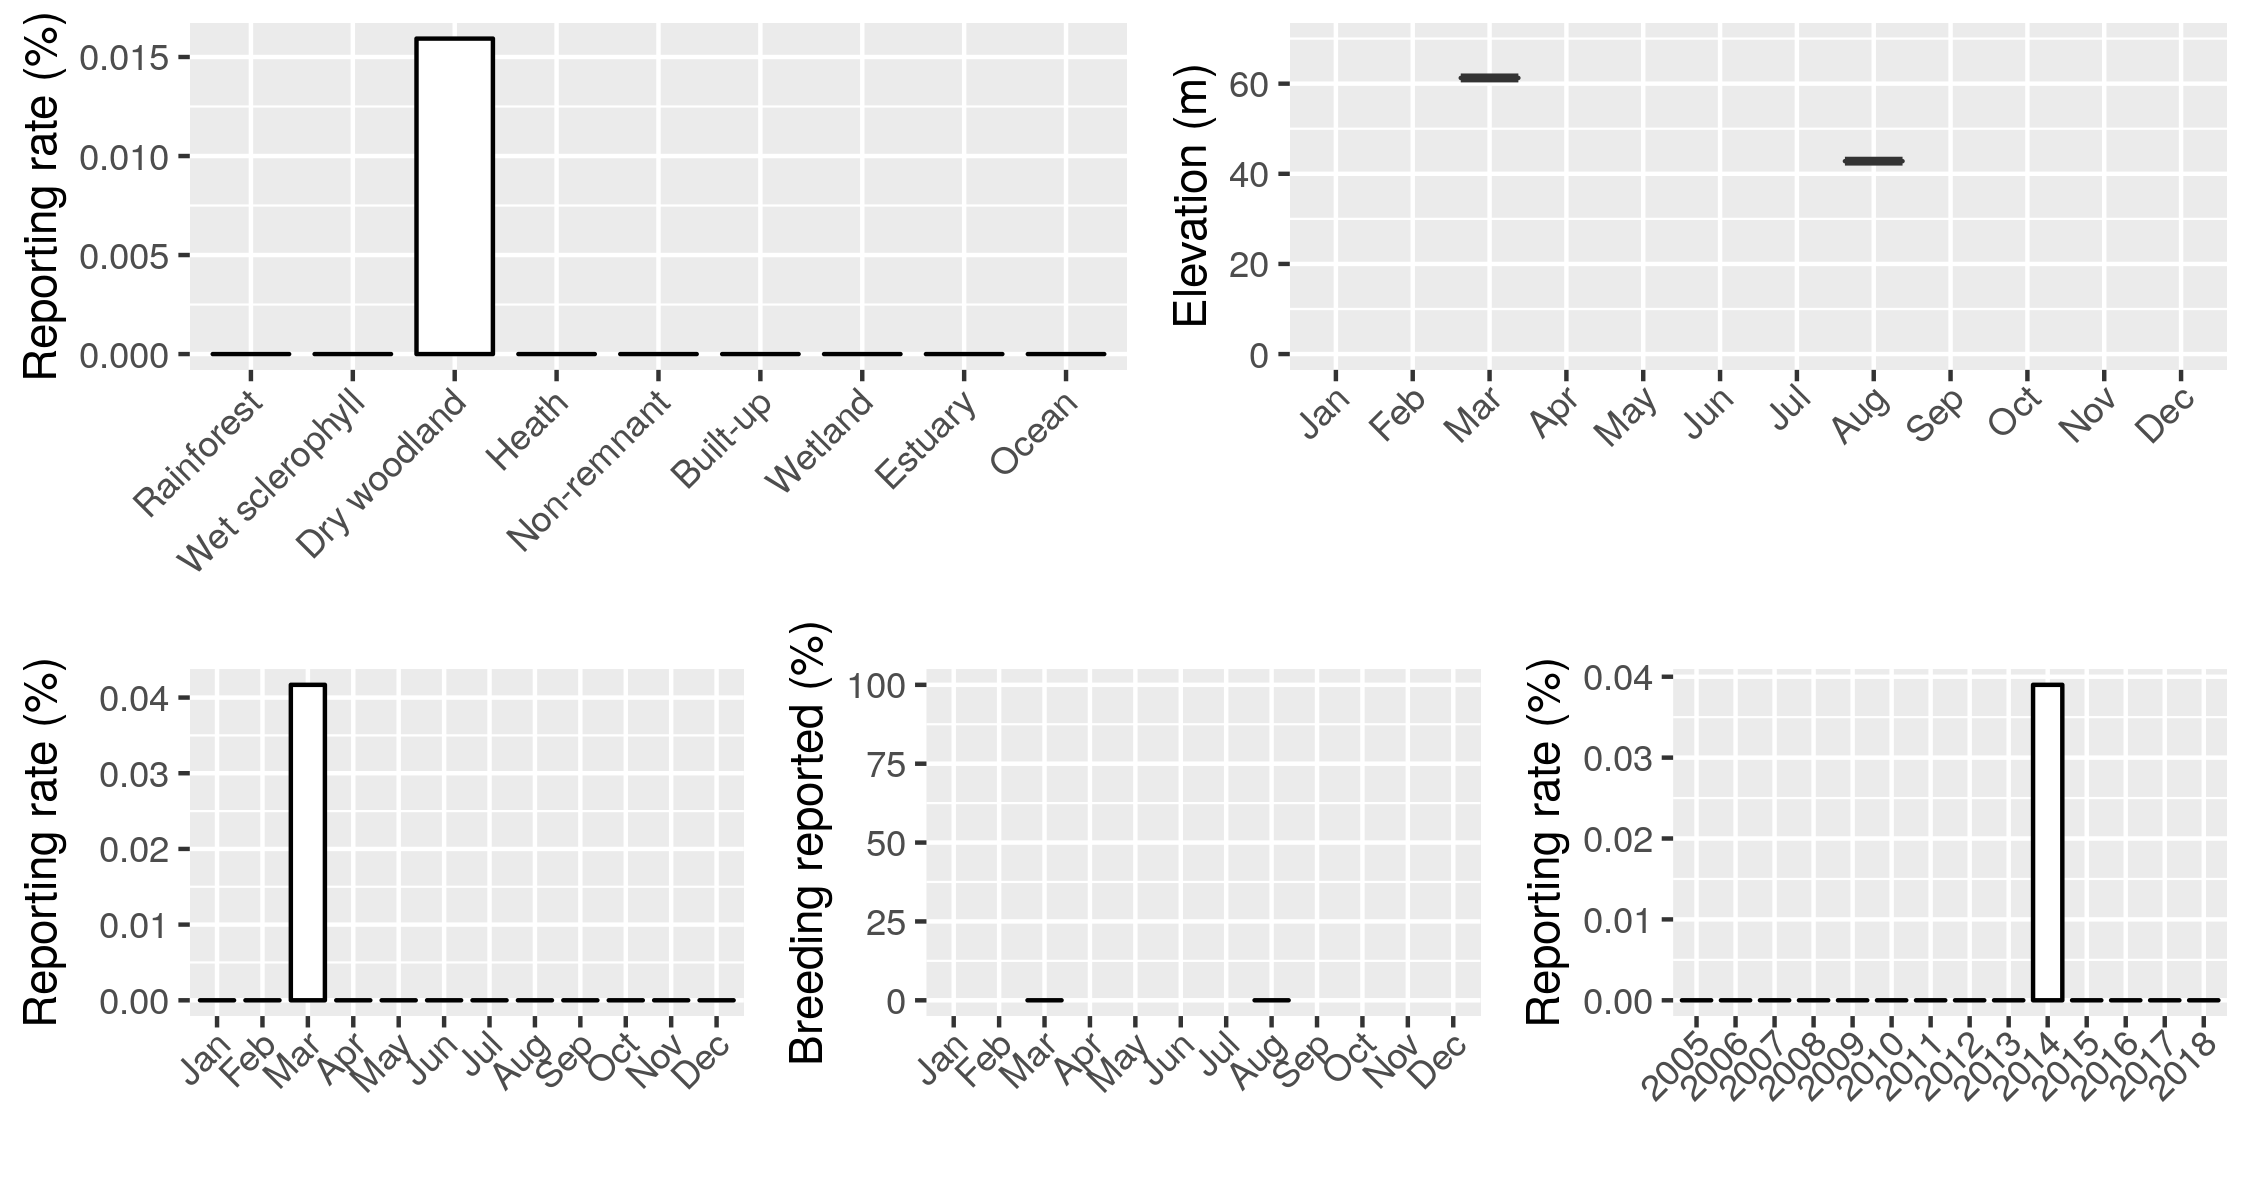 Reporting rate (%)
0.015
0.010
0.005
0.000
Rainforest
Wet sclerophyll
Dry woodland
Heath
Non-remnant
Built-up
Wetland
Estuary
Ocean
Elevation (m)
60
40
20
0
Jan
Feb
Mar
Apr
May
Jun
Jul
Aug
Sep
Oct
Nov
Dec
Reporting rate (%)
0.04
0.03
0.02
0.01
0.00
Jan
Feb
Mar
Apr
May
Jun
Jul
Aug
Sep
Oct
Nov
Dec
Breeding reported (%)
100
75
50
25
0
Jan
Feb
Mar
Apr
May
Jun
Jul
Aug
Sep
Oct
Nov
Dec
Reporting rate (%)
0.04
0.03
0.02
0.01
0.00
2005
2006
2007
2008
2009
2010
2011
2012
2013
2014
2015
2016
2017
2018